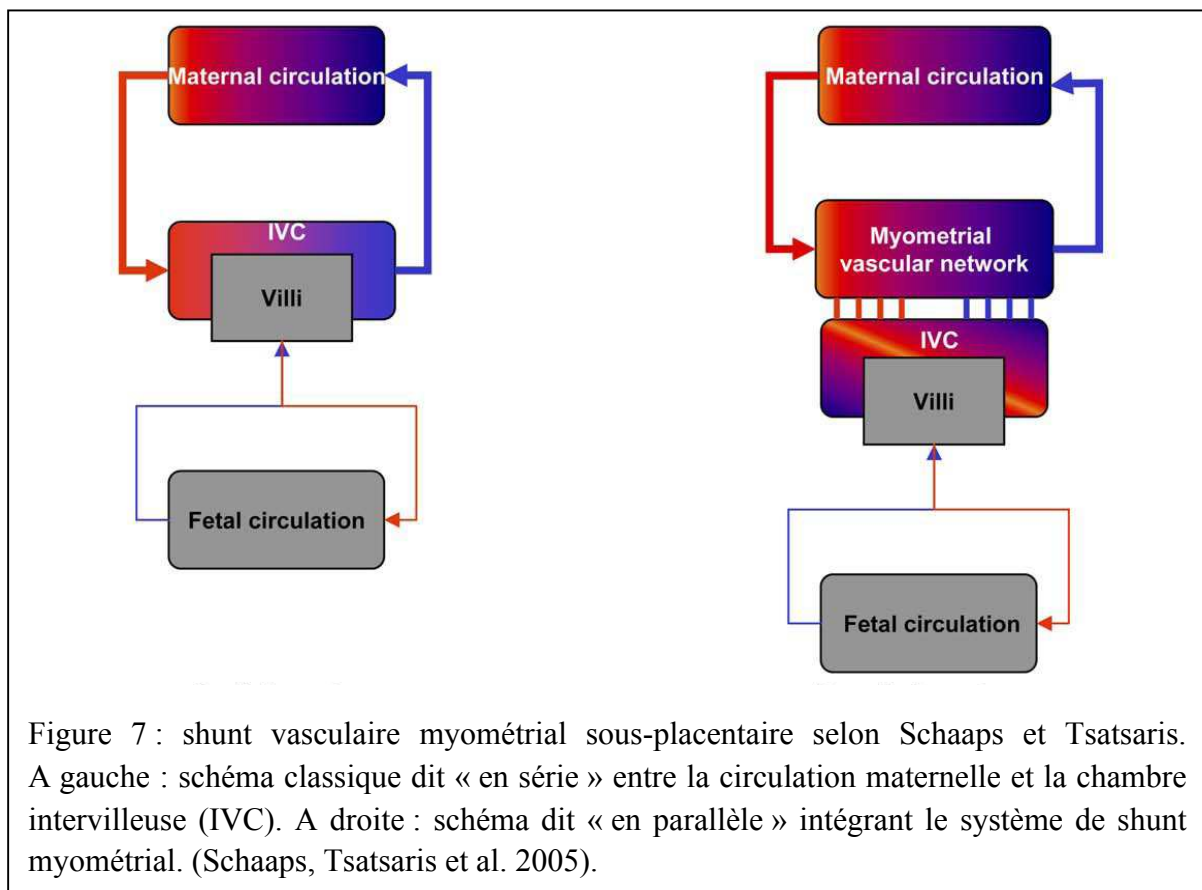 Maternal circulation
IVC
Villi
Fetal circulation
Maternal circulation
Myometrial
vascular network
IVC
Villi
Fetal circulation
Figure 7 : shunt vasculaire myométrial sous-placentaire selon Schaaps et Tsatsaris.
A gauche : schéma classique dit « en série » entre la circulation maternelle et la chambre
intervilleuse (IVC). A droite : schéma dit « en parallèle » intégrant le système de shunt
myométrial. (Schaaps, Tsatsaris et al. 2005).